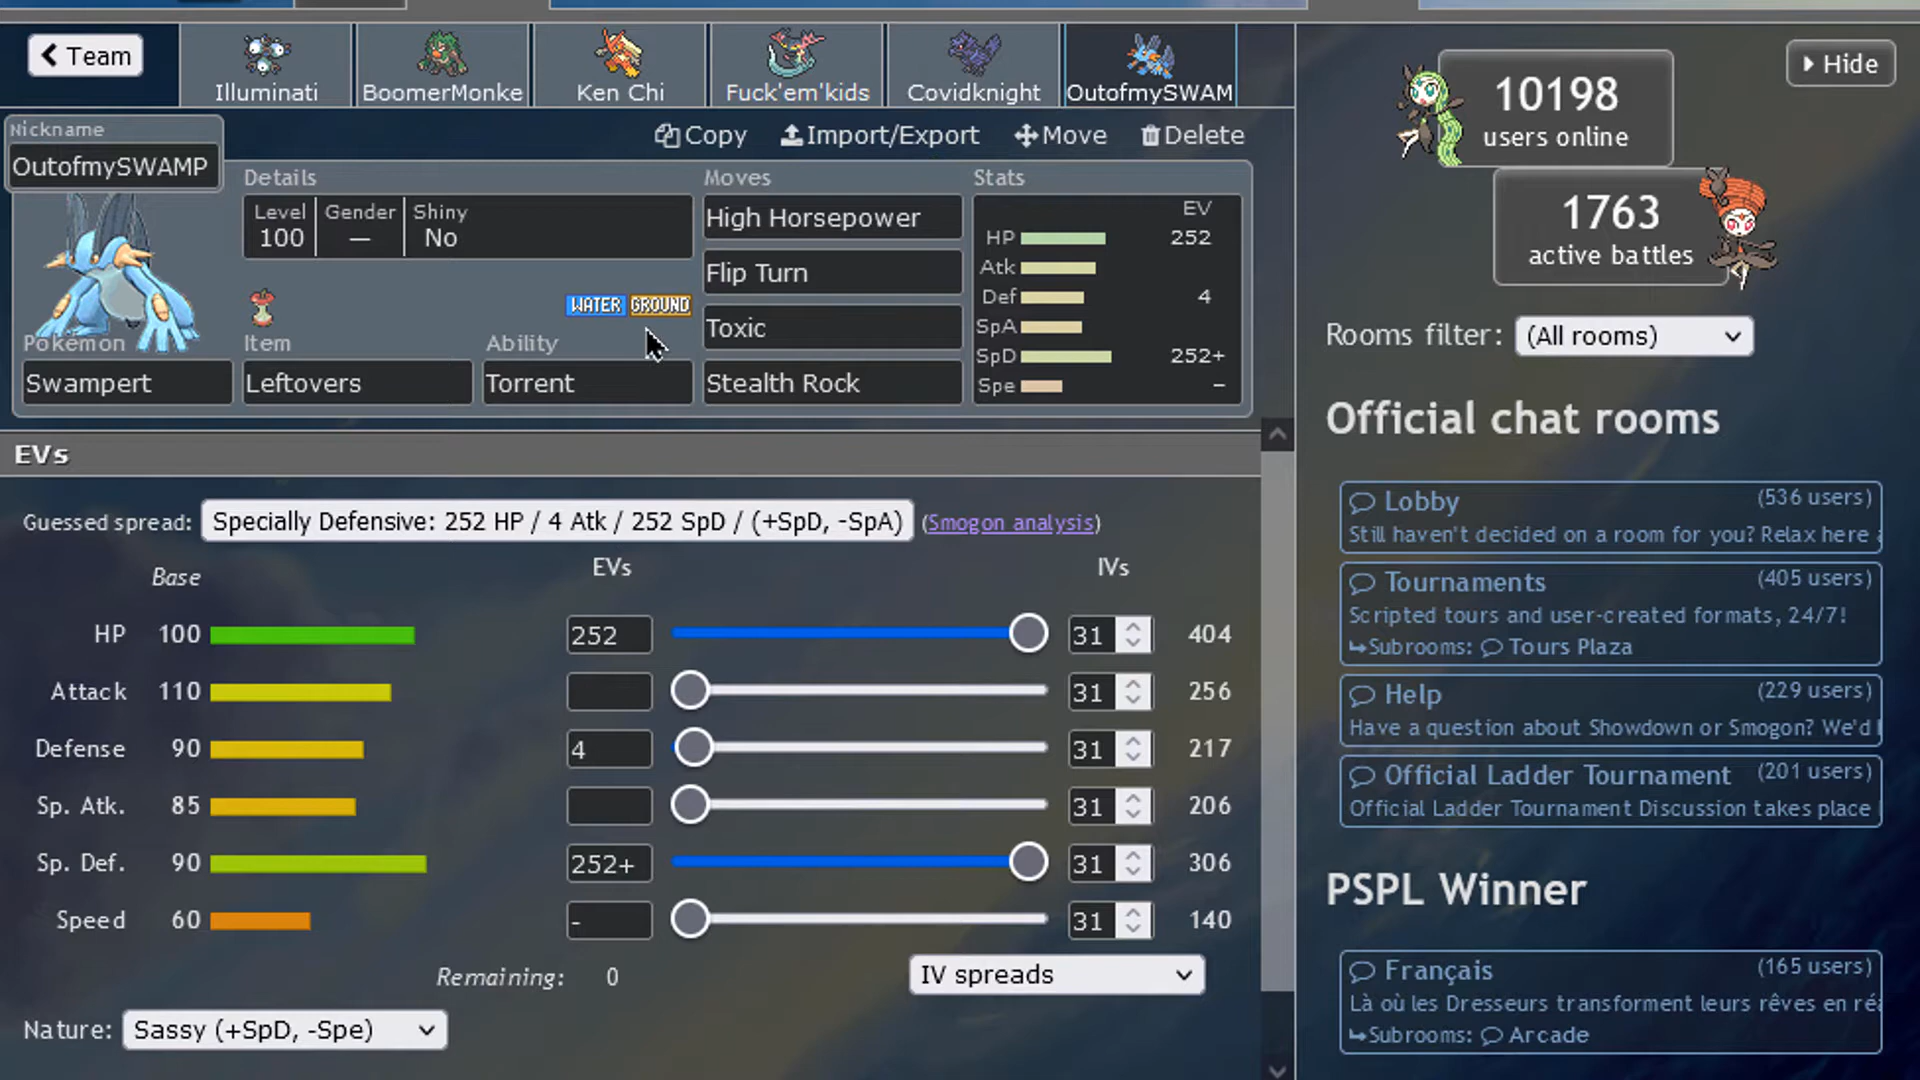 Team
Illuminati
BoomerMonke
Ken Chi
Fuck'em'kids
Covidknight
OutofmySWAM
Nickname
OutofmySWAMP
Copy
Import/Export
Move
Delete
Details
Level
100
Gender
—
Shiny
No
WATER GROUND
Pokémon
Swampert
Item
Leftovers
Ability
Torrent
Moves
High Horsepower
Flip Turn
Toxic
Stealth Rock
Stats
EV
HP 252
Atk
Def 4
SpA
SpD 252+
Spe −
EVs
Guessed spread: Specially Defensive: 252 HP / 4 Atk / 252 SpD / (+SpD, -SpA) (Smogon analysis)
Base EVs IVs
HP 100 252 31 404
Attack 110 31 256
Defense 90 4 31 217
Sp. Atk. 85 31 206
Sp. Def. 90 252+ 31 306
Speed 60 - 31 140
Remaining: 0
IV spreads
Nature: Sassy (+SpD, -Spe)
Hide
10198
users online
1763
active battles
Rooms filter: (All rooms)
Official chat rooms
Lobby (536 users)
Still haven't decided on a room for you? Relax here
Tournaments (405 users)
Scripted tours and user-created formats, 24/7!
Subrooms: Tours Plaza
Help (229 users)
Have a question about Showdown or Smogon? We'd
Official Ladder Tournament (201 users)
Official Ladder Tournament Discussion takes place
PSPL Winner
Français (165 users)
Là où les Dresseurs transforment leurs rêves en ré
Subrooms: Arcade